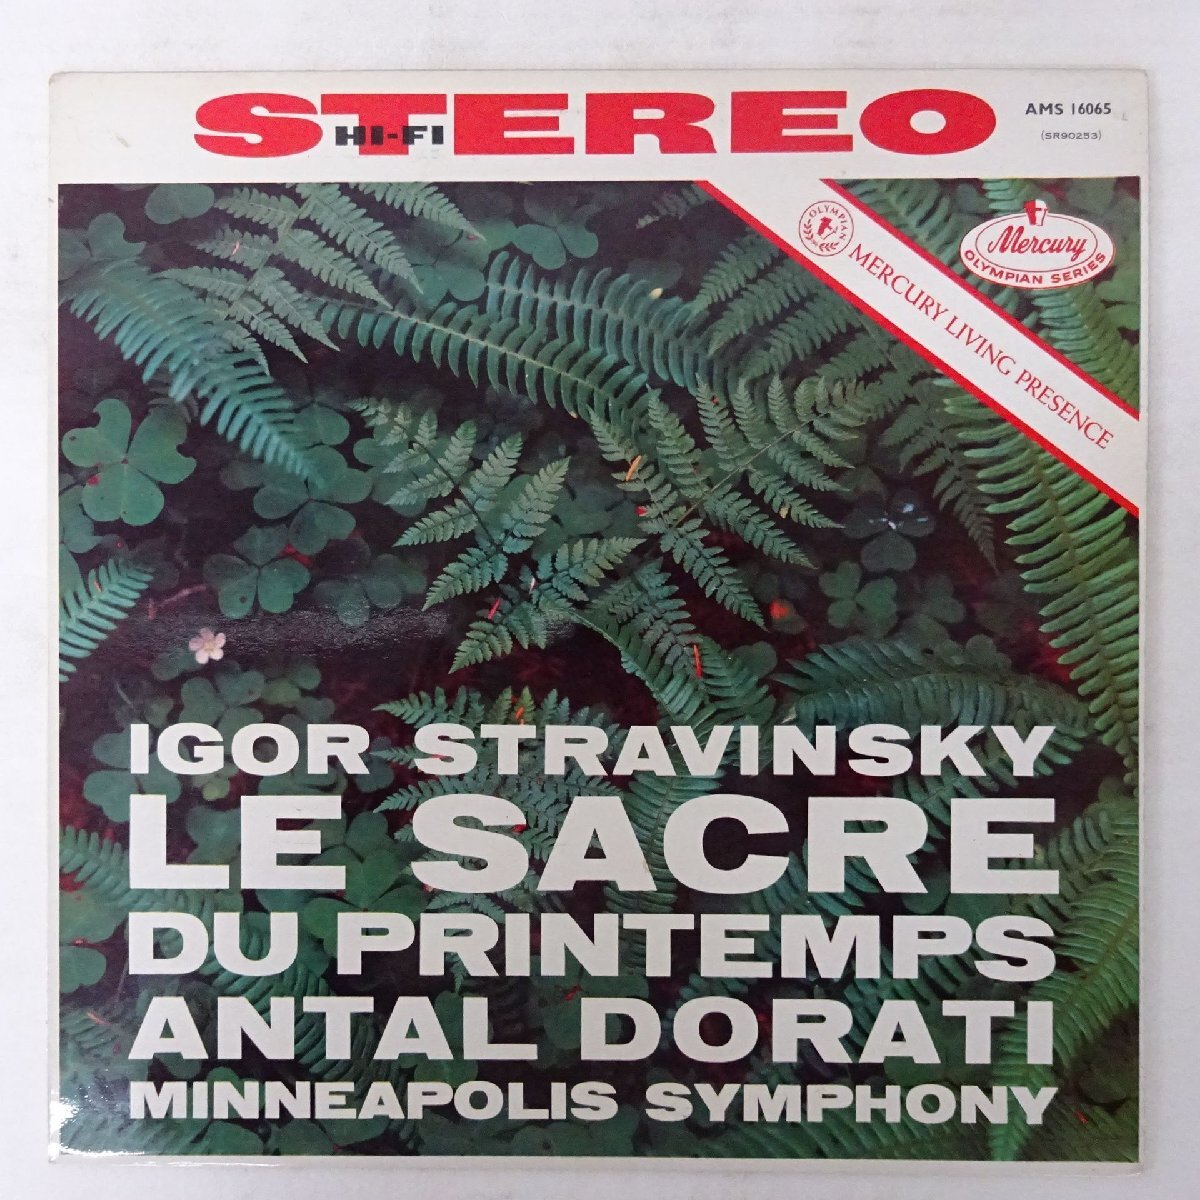 STEREO
HI-FI
AMS 16065
(SR90253)
OLYMPIAN
MERCURY LIVING PRESENCE
Mercury
OLYMPIAN SERIES
IGOR STRAVINSKY
LE SACRE
DU PRINTEMPS
ANTAL DORATI
MINNEAPOLIS SYMPHONY